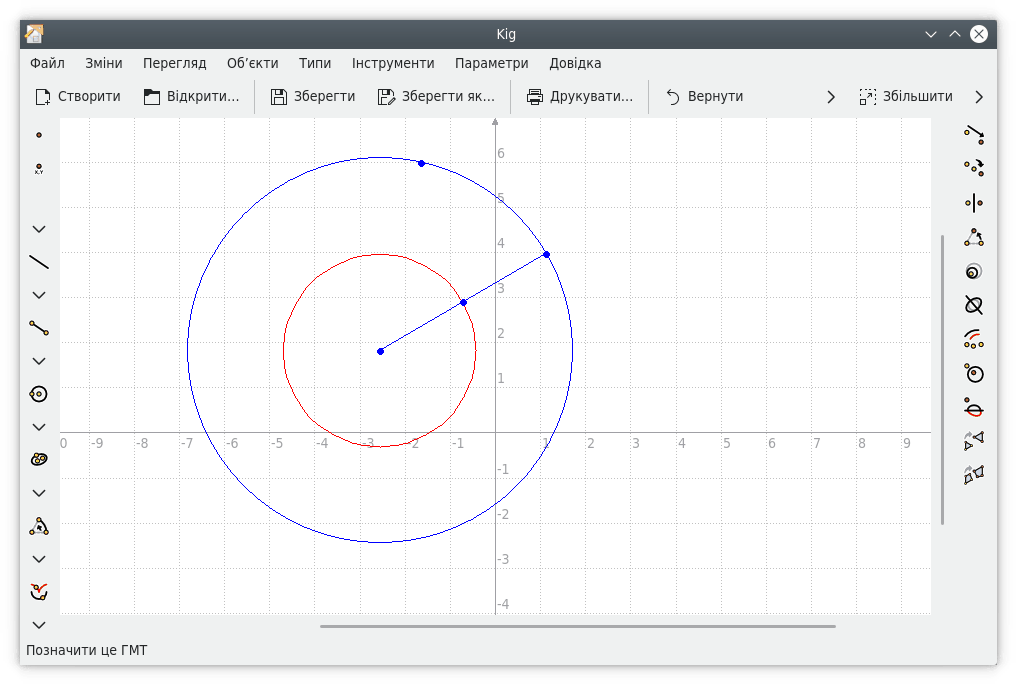 Kig
Файл Зміни Перегляд Об’єкти Типи Інструменти Параметри Довідка
Створити Відкрити... Зберегти Зберегти як... Друкувати... Вернути Збільшити
x,y
6
5
4
3
2
1
0 -9 -8 -7 -6 -5 -4 -3 -2 -1 1 2 3 4 5 6 7 8 9
-1
-2
-3
-4
Позначити це ГМТ